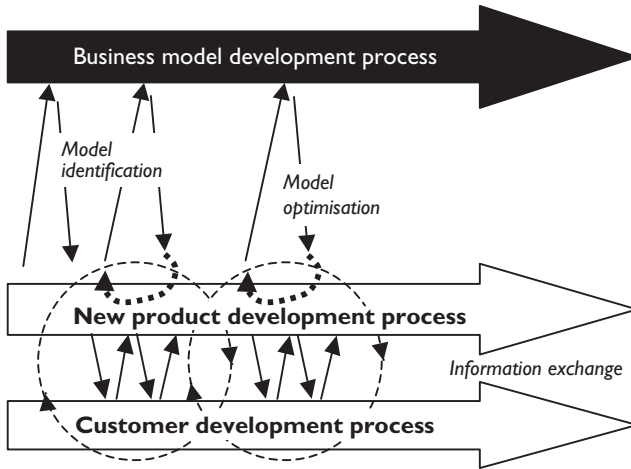 Business model development process
Model
identification
Model
optimisation
New product development process
Information exchange
Customer development process